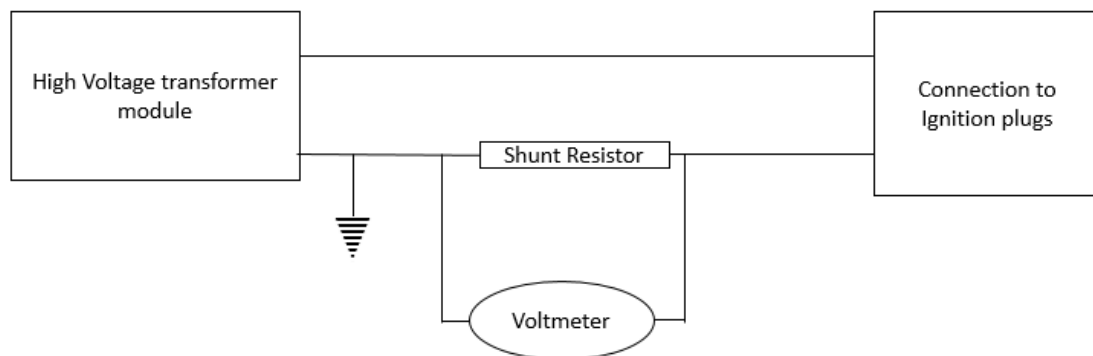 High Voltage transformer
module
Connection to
Ignition plugs
Shunt Resistor
Voltmeter